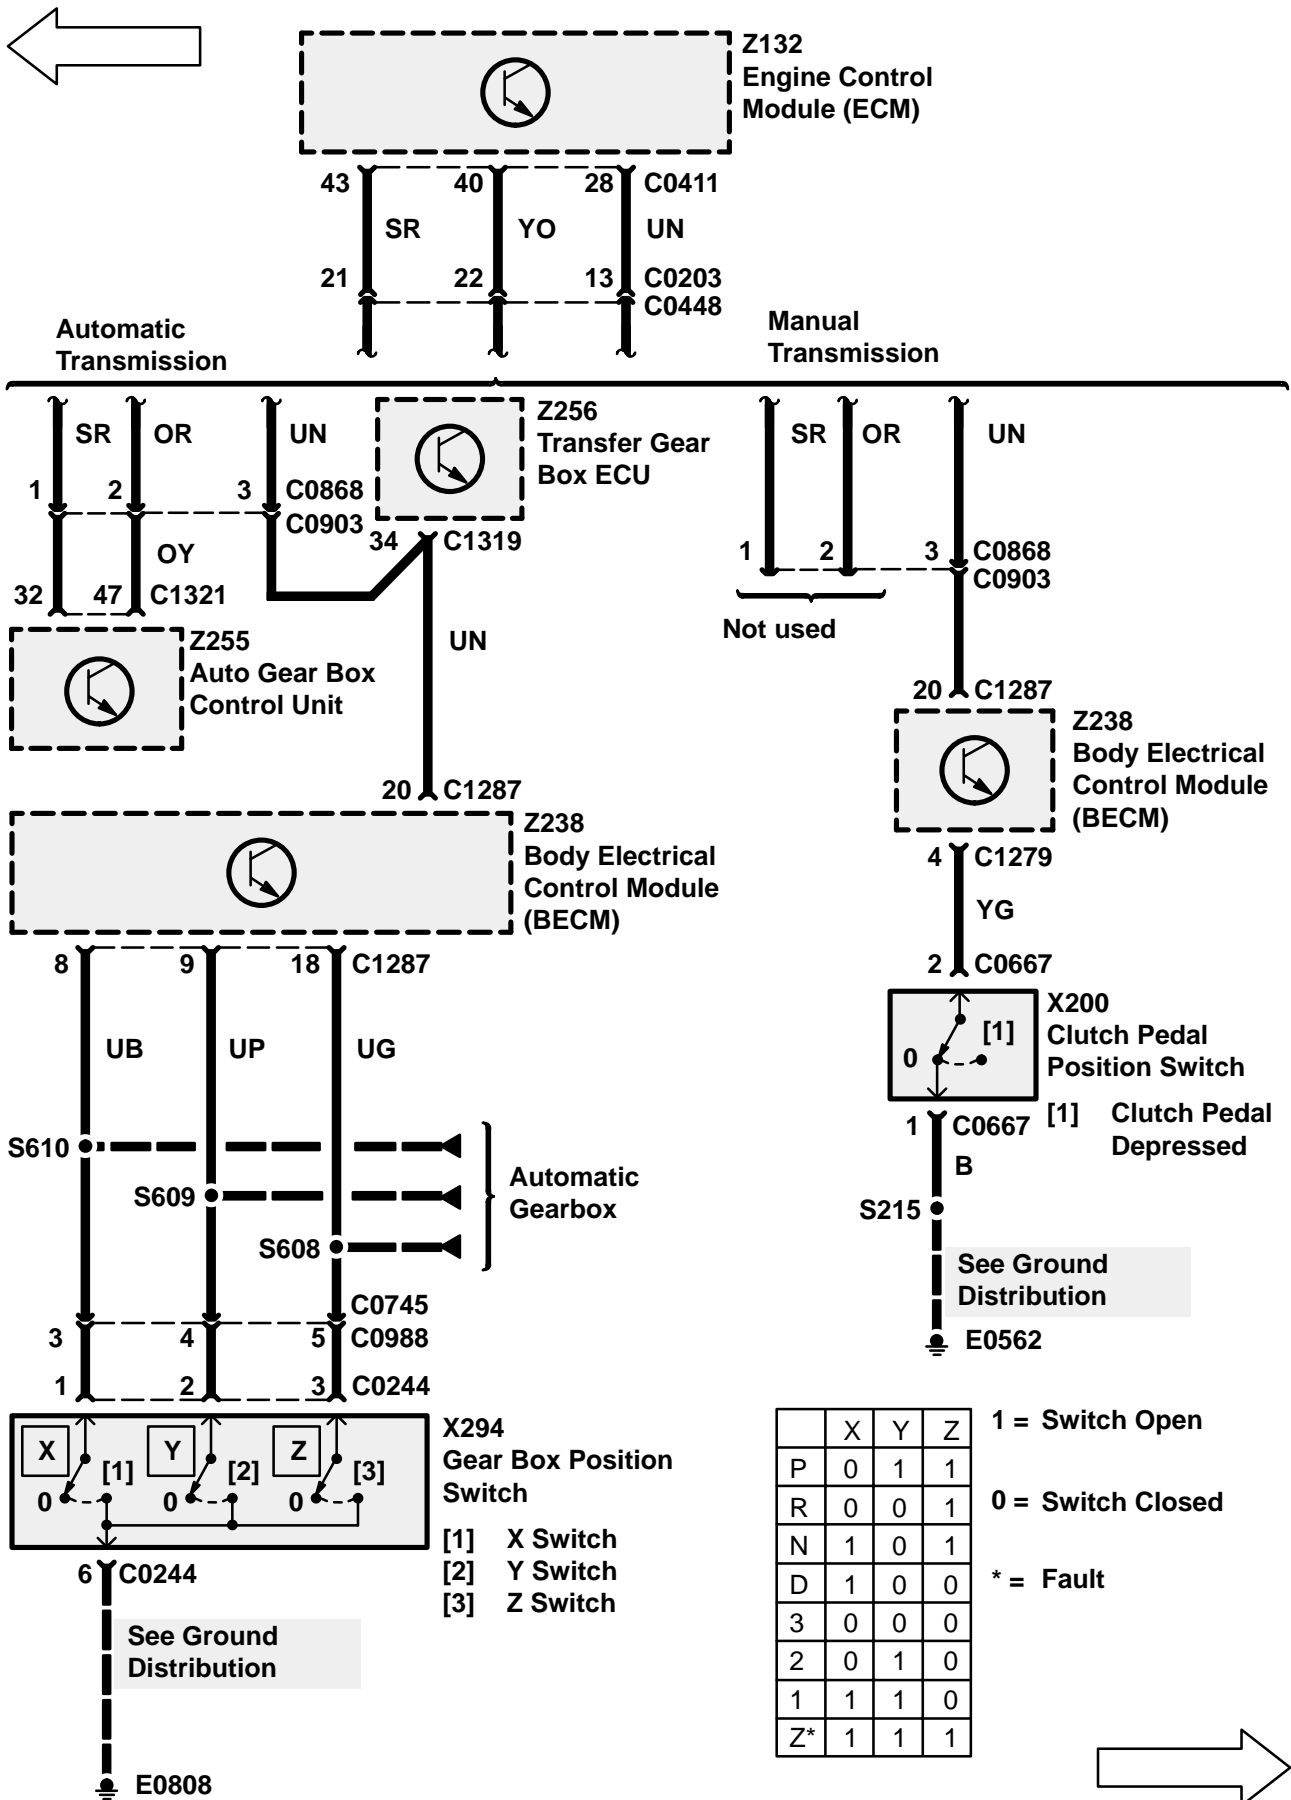 Z132
Engine Control
Module (ECM)
43 40 28 C0411
SR YO UN
21 22 13 C0203
C0448
Automatic
Transmission
Manual
Transmission
SR OR UN
1 2 3 C0868
C0903
OY
32 47 C1321
Z256
Transfer Gear
Box ECU
34 C1319
Z255
Auto Gear Box
Control Unit
UN
20 C1287
Z238
Body Electrical
Control Module
(BECM)
8 9 18 C1287
UB UP UG
S610
S609
S608
Automatic
Gearbox
C0745
3 4 5 C0988
1 2 3 C0244
X Y Z
[1] [2] [3]
0 0 0
X294
Gear Box Position
Switch
[1] X Switch
[2] Y Switch
[3] Z Switch
6 C0244
See Ground
Distribution
E0808
SR OR UN
1 2 3 C0868
C0903
Not used
20 C1287
Z238
Body Electrical
Control Module
(BECM)
4 C1279
YG
2 C0667
[1]
0
X200
Clutch Pedal
Position Switch
[1] Clutch Pedal
Depressed
1 C0667
B
S215
See Ground
Distribution
E0562
X Y Z
P 0 1 1
R 0 0 1
N 1 0 1
D 1 0 0
3 0 0 0
2 0 1 0
1 1 1 0
Z* 1 1 1
1 = Switch Open
0 = Switch Closed
* = Fault